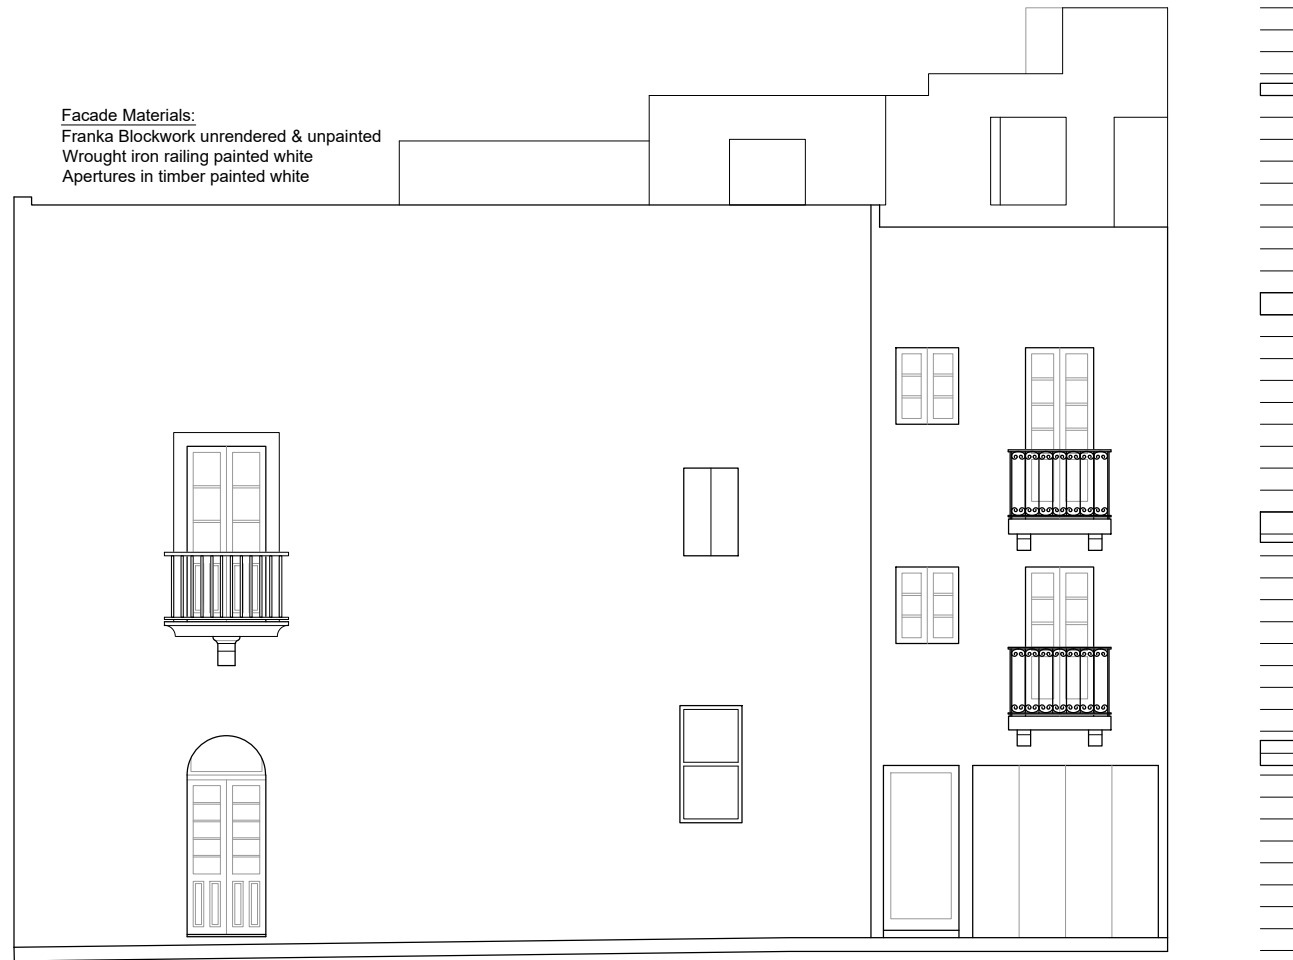 Facade Materials:
Franka Blockwork unrendered & unpainted
Wrought iron railing painted white
Apertures in timber painted white